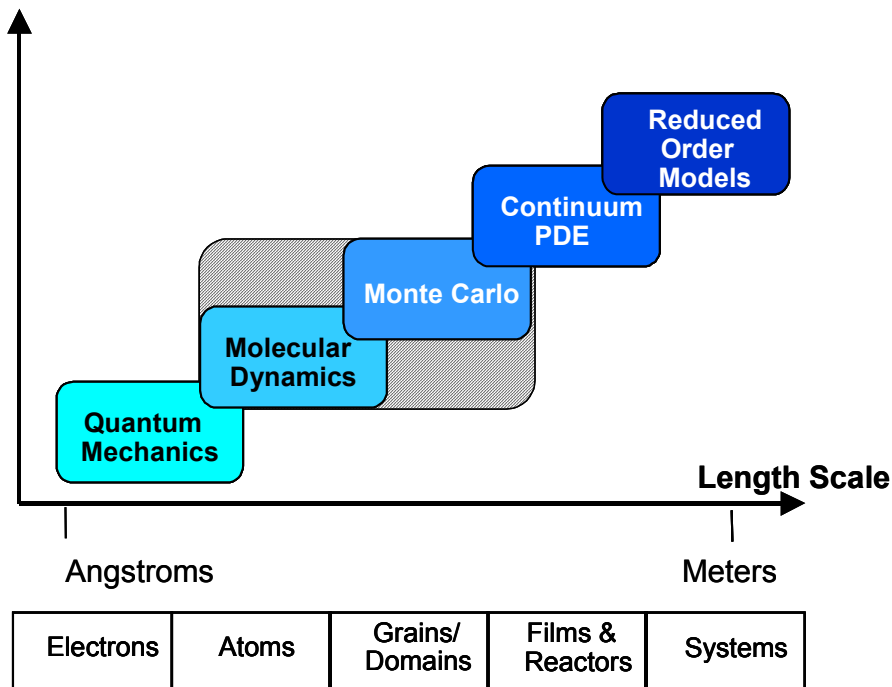 Reduced
Order
Models
Continuum
PDE
Monte Carlo
Molecular
Dynamics
Quantum
Mechanics
Length Scale
Angstroms
Meters
Electrons
Atoms
Grains/
Domains
Films &
Reactors
Systems